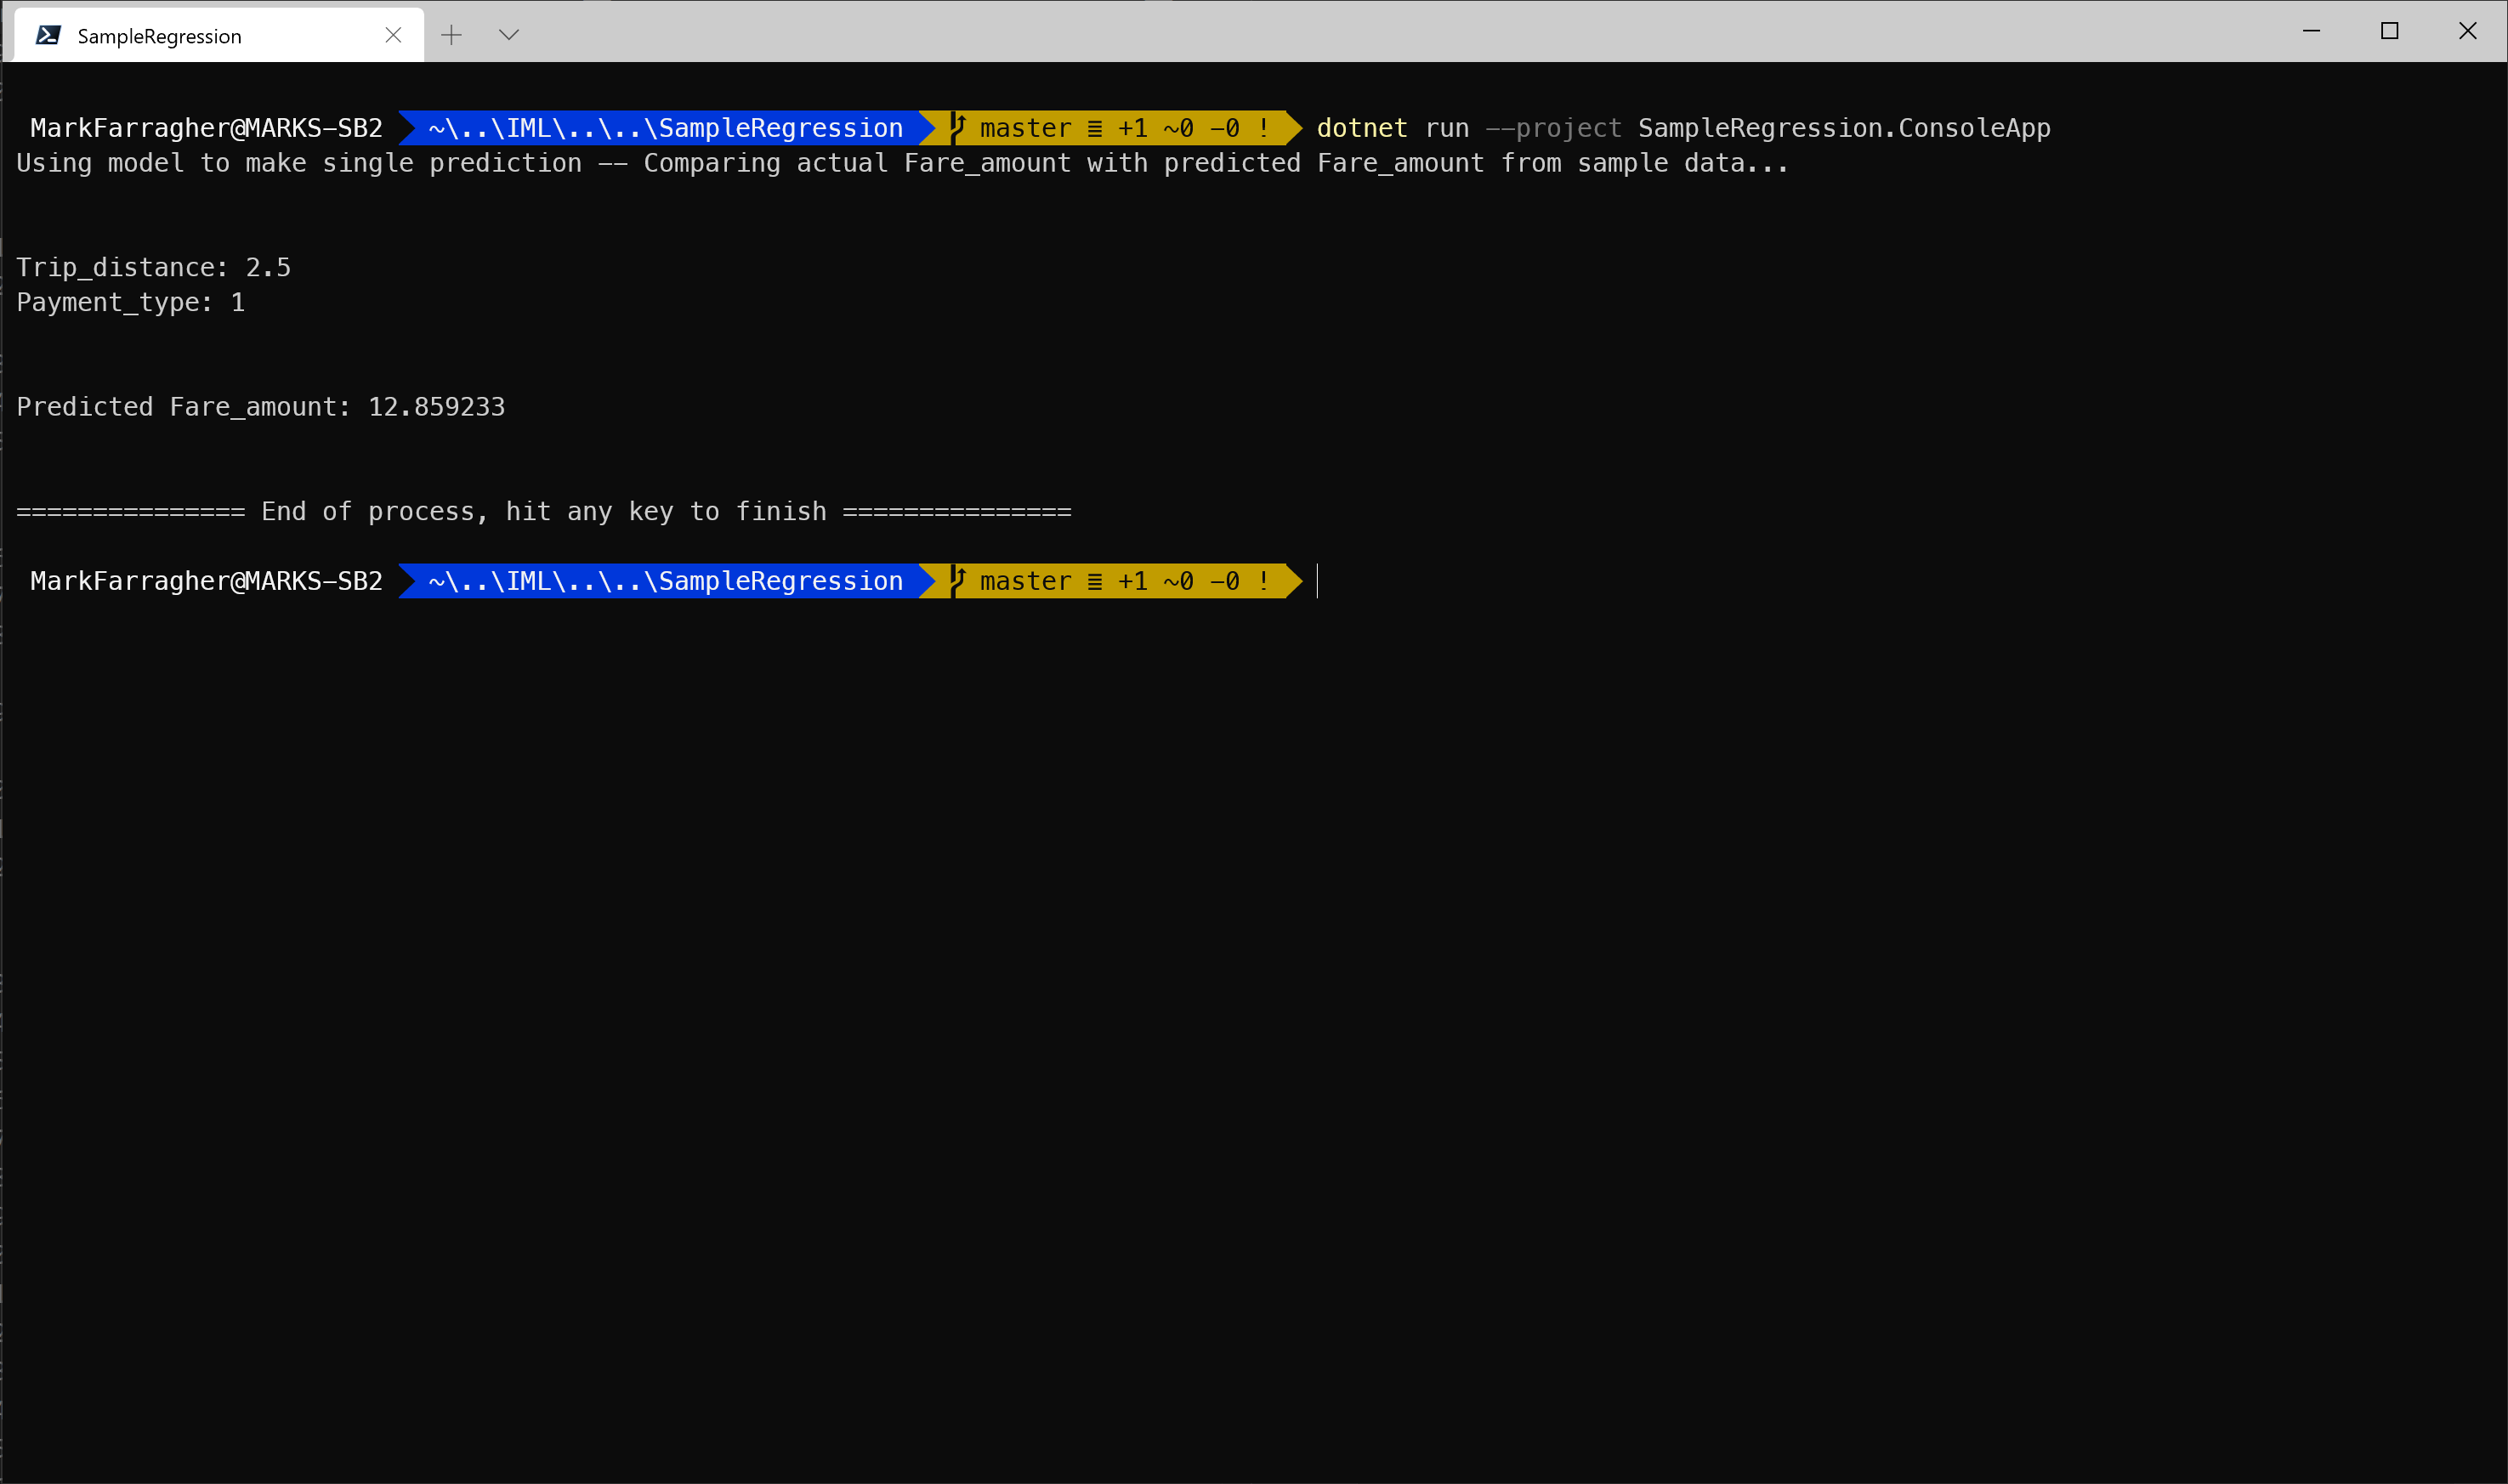 SampleRegression
MarkFarragher@MARKS-SB2 ~\..\IML\..\..\SampleRegression master ≣ +1 ~0 -0 ! dotnet run --project SampleRegression.ConsoleApp
Using model to make single prediction -- Comparing actual Fare_amount with predicted Fare_amount from sample data...
Trip_distance: 2.5
Payment_type: 1
Predicted Fare_amount: 12.859233
=============== End of process, hit any key to finish ===============
MarkFarragher@MARKS-SB2 ~\..\IML\..\..\SampleRegression master ≣ +1 ~0 -0 !